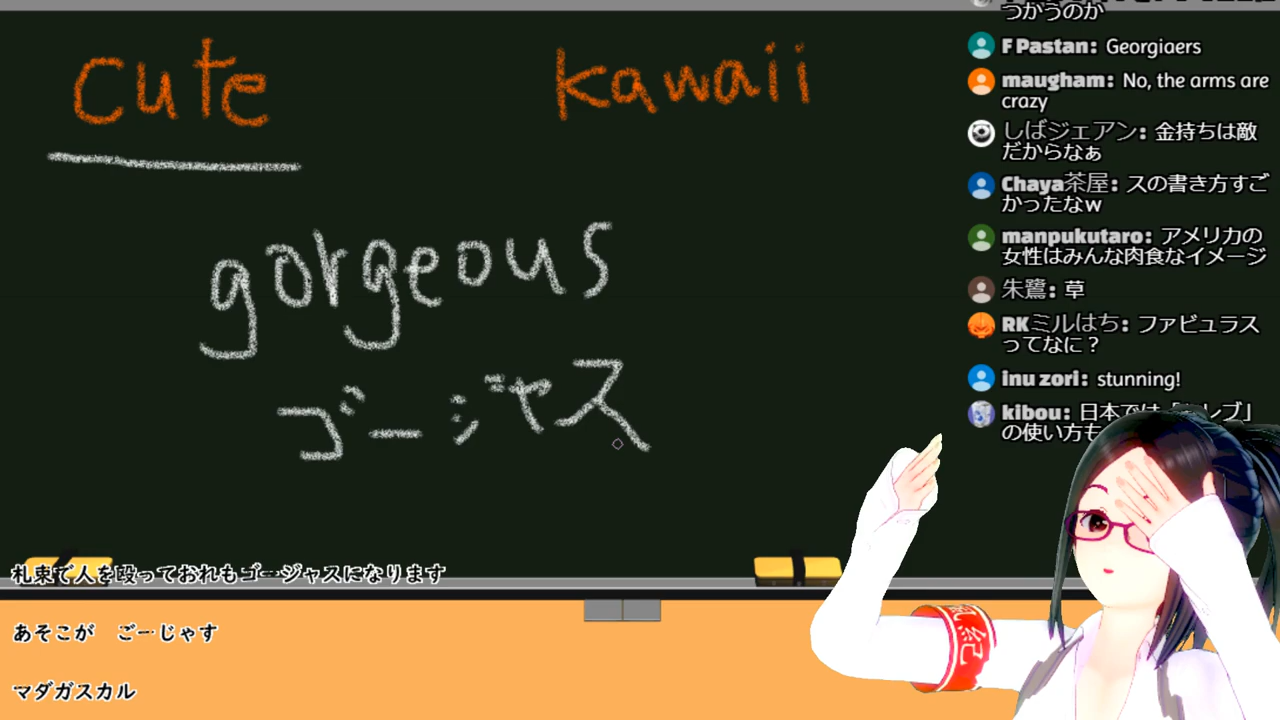 cute
kawaii
gorgeous
ゴージャス
つかうのか
F Pastan: Georgiaers
maugham: No, the arms are
crazy
しばジェアン: 金持ちは敵
だからなぁ
Chaya茶屋: スの書き方すご
かったなw
manpukutaro: アメリカの
女性はみんな肉食なイメージ
朱鷺: 草
RKミルはち: ファビュラス
ってなに？
inu zori: stunning!
kibou: 日本では「セレブ」
の使い方も
札束で人を殴っておれもゴージャスになります
あそこが ごーじゃす
マダガスカル
風紀